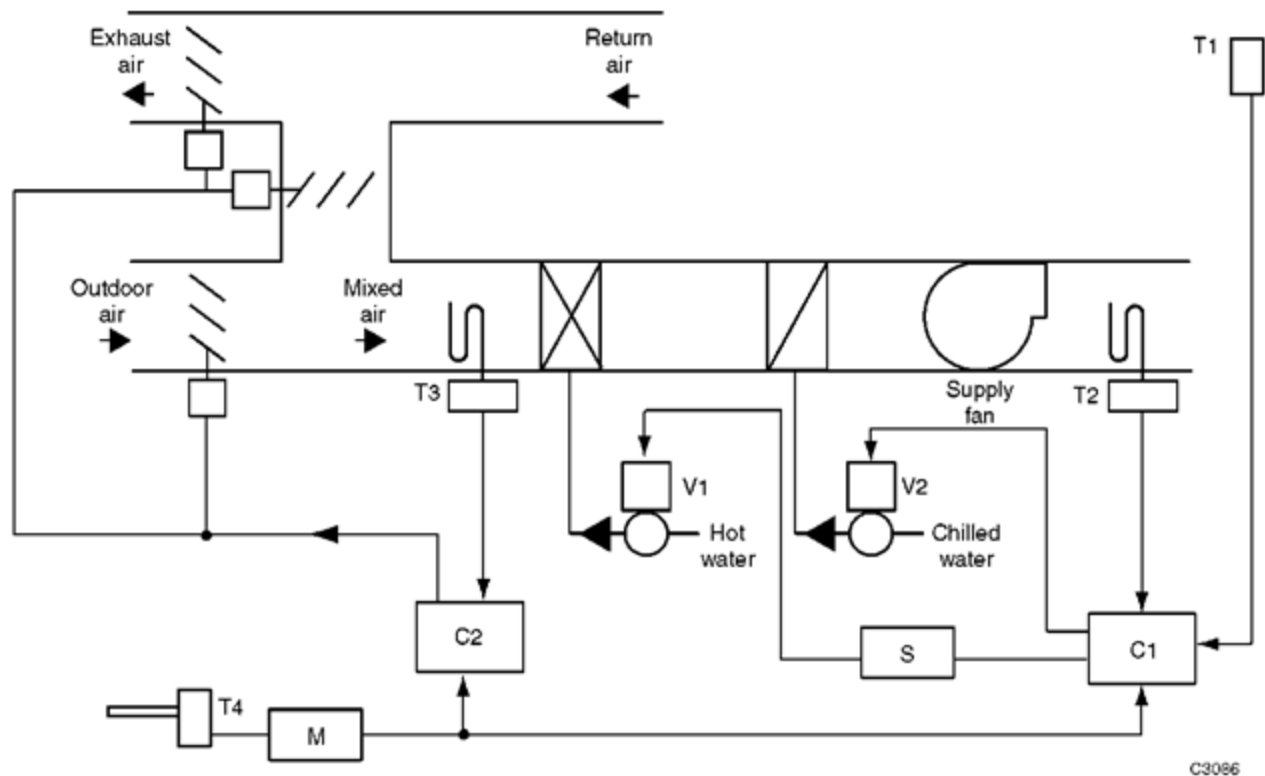 Exhaust
air
Return
air
T1
Outdoor
air
Mixed
air
T3
Supply
fan
T2
V1
V2
Hot
water
Chilled
water
C2
S
C1
T4
M
C3086